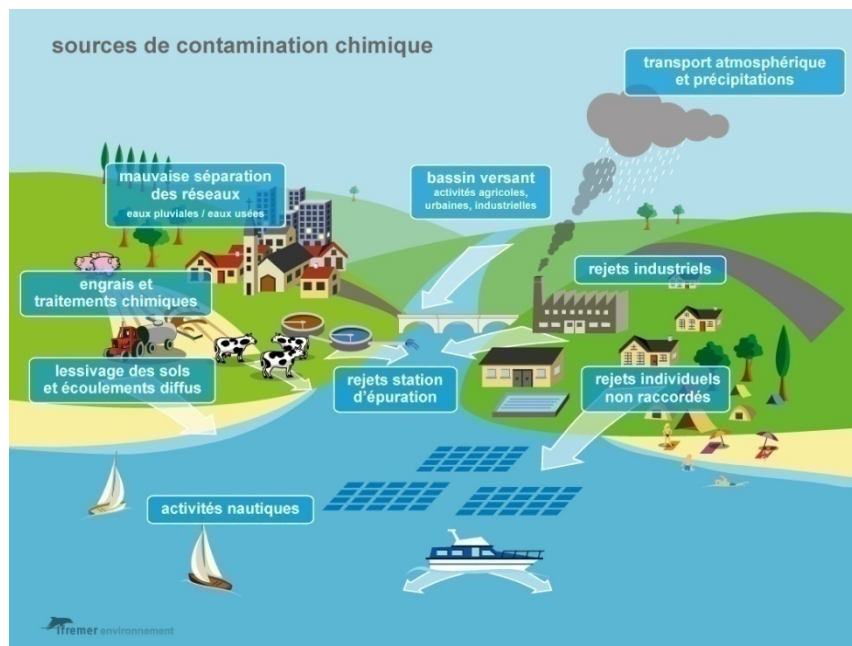 sources de contamination chimique
transport atmosphérique
et précipitations
mauvaise séparation
des réseaux
eaux pluviales / eaux usées
bassin versant
activités agricoles,
urbaines, industrielles
engrais et
traitements chimiques
rejets industriels
lessivage des sols
et écoulements diffus
rejets station
d'épuration
rejets individuels
non raccordés
activités nautiques
ifremer environnement